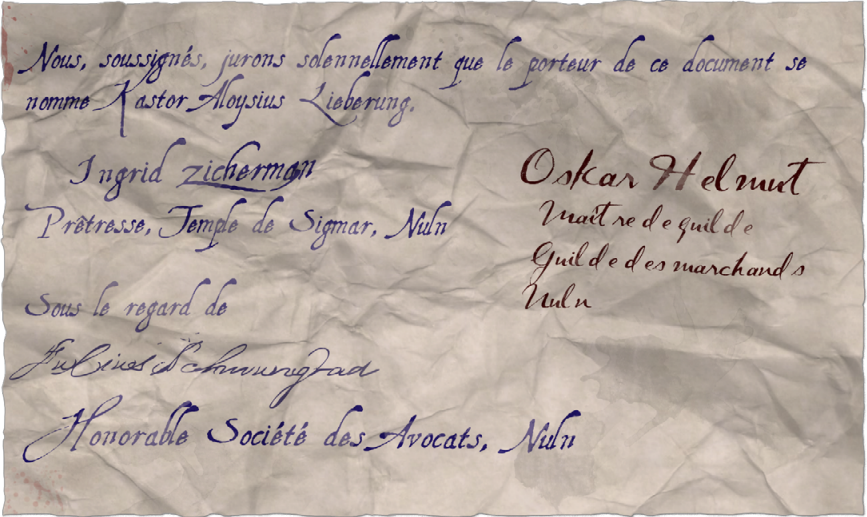 Nous, soussignés, jurons solennellement que le porteur de ce document se
nomme Kastor Aloysius Lieberung.
Ingrid Zicherman
Prêtresse, Temple de Sigmar, Nuln
Oskar Helmut
Maître de guilde
Guilde des marchands
Nuln
Sous le regard de
Julius
Honorable Société des Avocats, Nuln